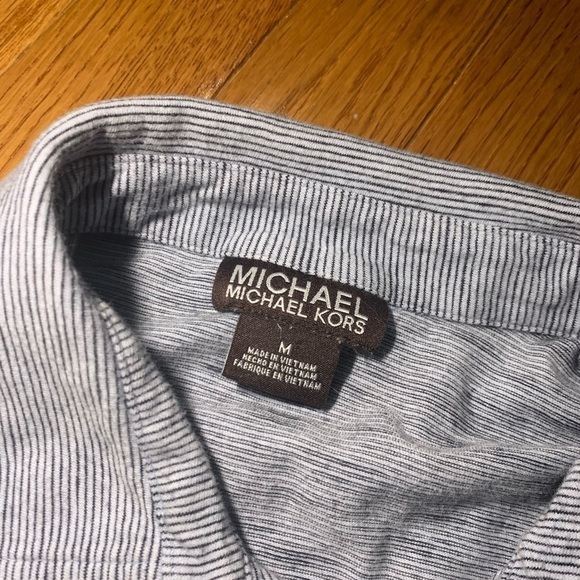 MICHAEL
MICHAEL KORS
M
MADE IN VIETNAM
HECHO EN VIETNAM
FABRIQUE EN VIETNAM